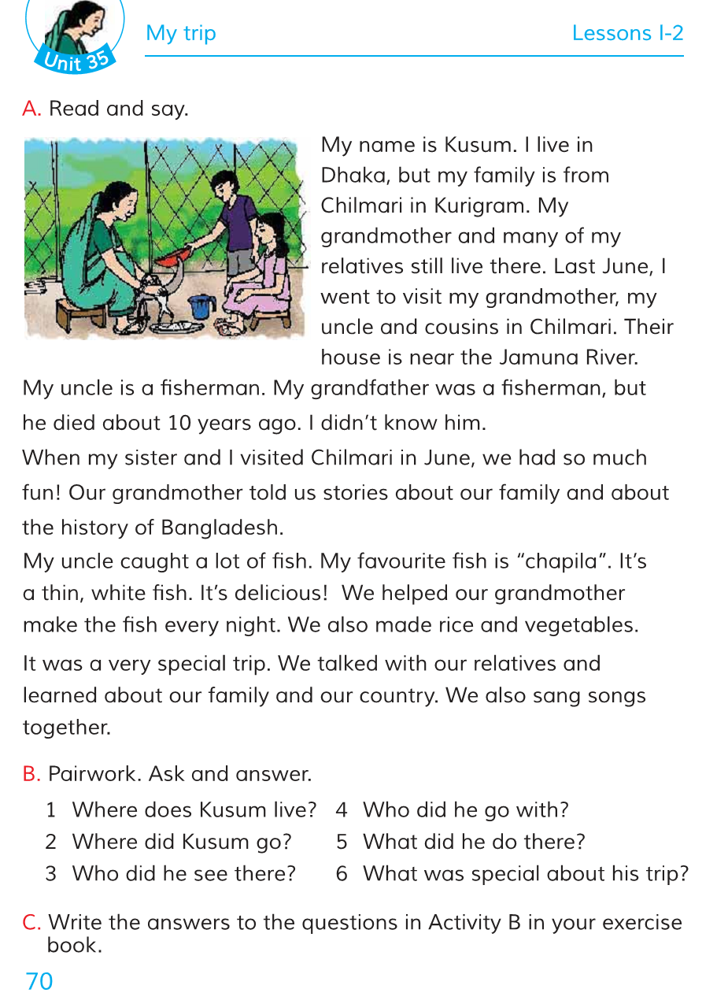 Unit 35
My trip Lessons 1-2
A. Read and say.
My name is Kusum. I live in
Dhaka, but my family is from
Chilmari in Kurigram. My
grandmother and many of my
relatives still live there. Last June, I
went to visit my grandmother, my
uncle and cousins in Chilmari. Their
house is near the Jamuna River.
My uncle is a fisherman. My grandfather was a fisherman, but
he died about 10 years ago. I didn’t know him.
When my sister and I visited Chilmari in June, we had so much
fun! Our grandmother told us stories about our family and about
the history of Bangladesh.
My uncle caught a lot of fish. My favourite fish is “chapila”. It’s
a thin, white fish. It’s delicious! We helped our grandmother
make the fish every night. We also made rice and vegetables.
It was a very special trip. We talked with our relatives and
learned about our family and our country. We also sang songs
together.
B. Pairwork. Ask and answer.
1 Where does Kusum live? 4 Who did he go with?
2 Where did Kusum go? 5 What did he do there?
3 Who did he see there? 6 What was special about his trip?
C. Write the answers to the questions in Activity B in your exercise
book.
70